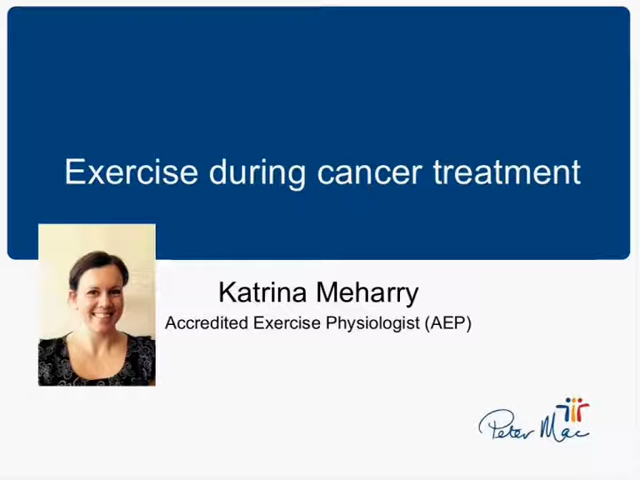 Exercise during cancer treatment
Katrina Meharry
Accredited Exercise Physiologist (AEP)
Peter Mac